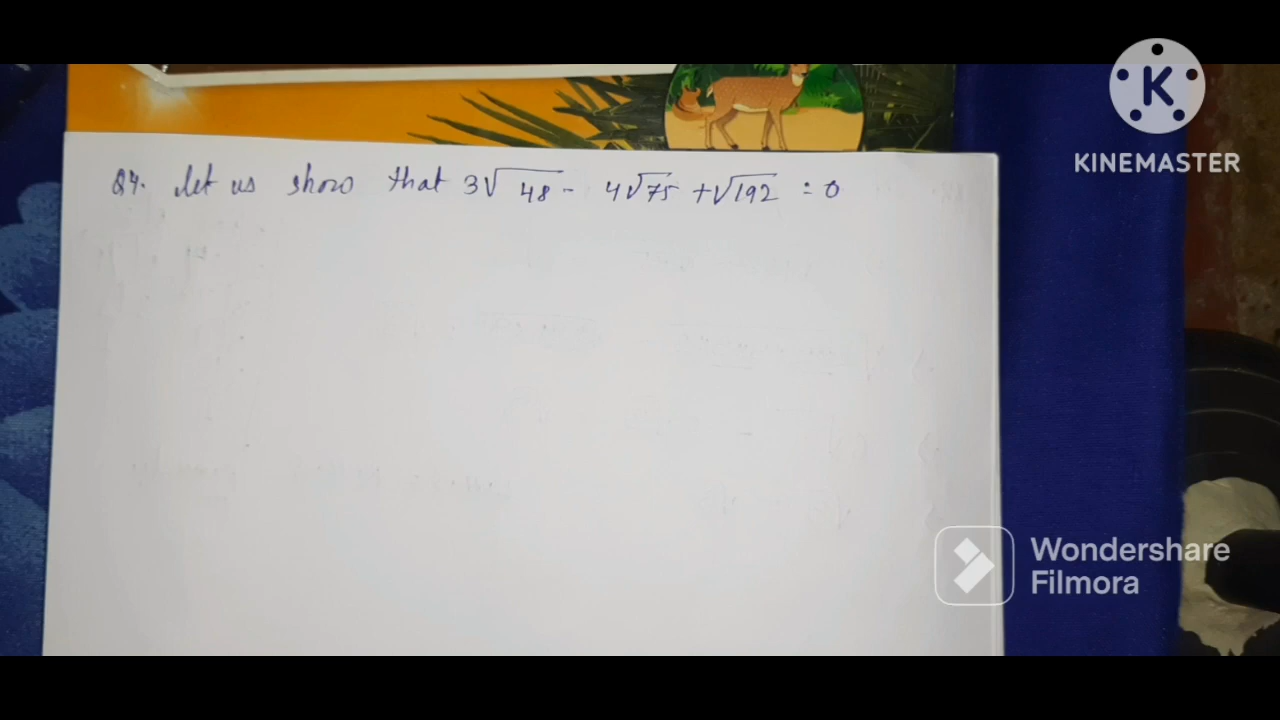 Q4. let us show that 3√48 - 4√75 + √192 = 0
KINEMASTER
Wondershare
Filmora